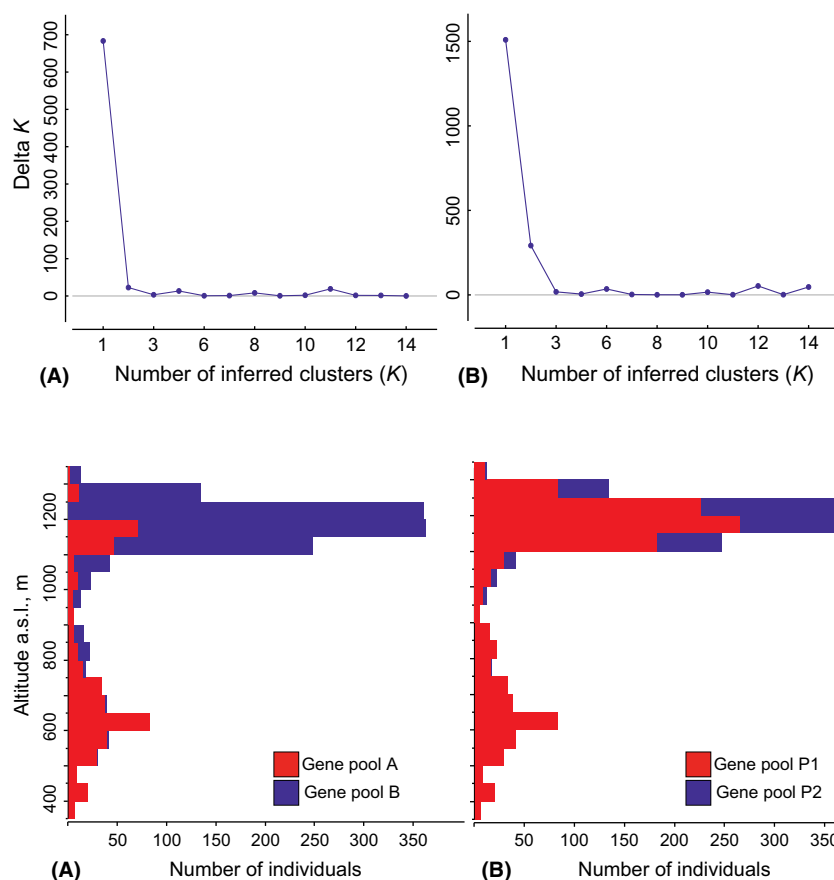 Delta K
700
600
500
400
300
200
100
0
1 3 6 8 10 12 14
(A) Number of inferred clusters (K)
1500
1000
500
0
1 3 6 8 10 12 14
(B) Number of inferred clusters (K)
Altitude a.s.l., m
1200
1000
800
600
400
Gene pool A
Gene pool B
50 100 150 200 250 300 350
(A) Number of individuals
Gene pool P1
Gene pool P2
50 100 150 200 250 300 350
(B) Number of individuals